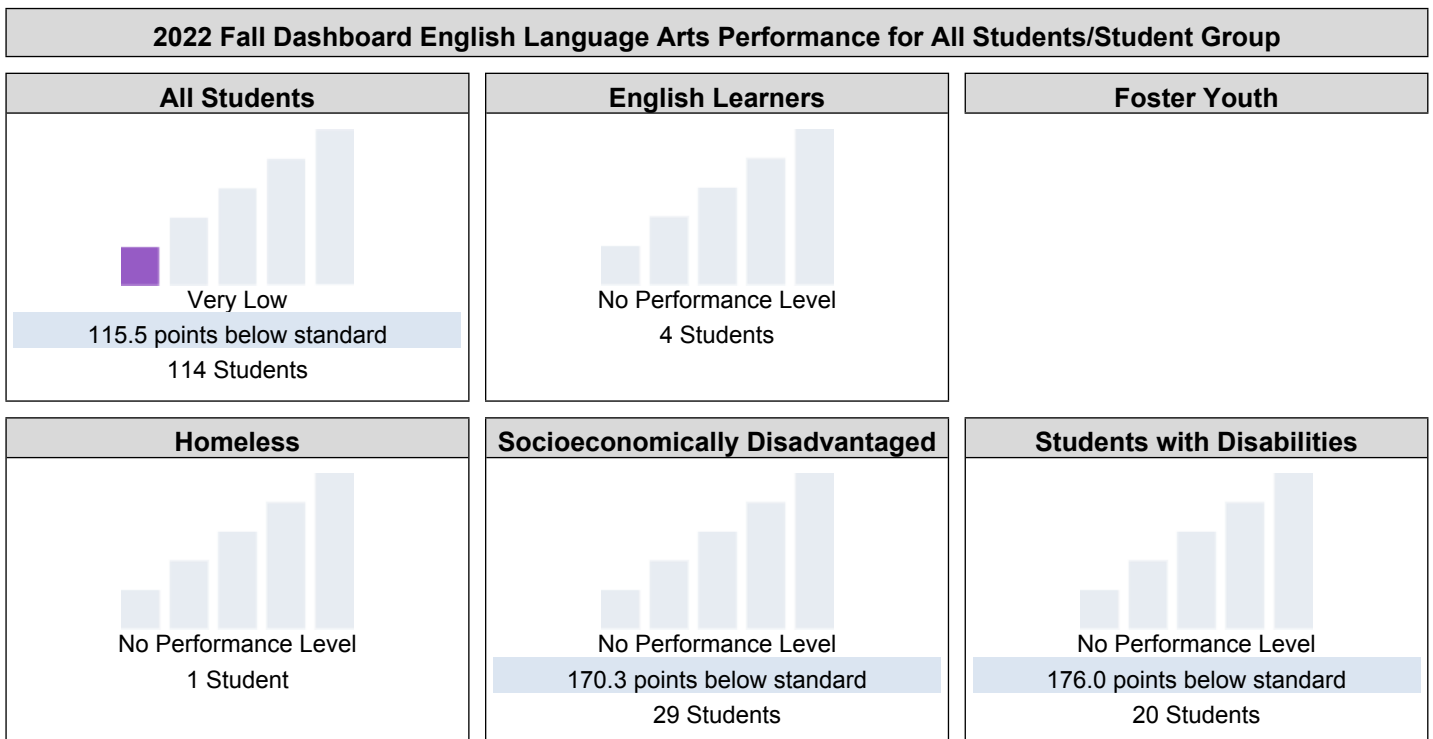 2022 Fall Dashboard English Language Arts Performance for All Students/Student Group
All Students
Very Low
115.5 points below standard
114 Students
English Learners
No Performance Level
4 Students
Foster Youth
Homeless
No Performance Level
1 Student
Socioeconomically Disadvantaged
No Performance Level
170.3 points below standard
29 Students
Students with Disabilities
No Performance Level
176.0 points below standard
20 Students